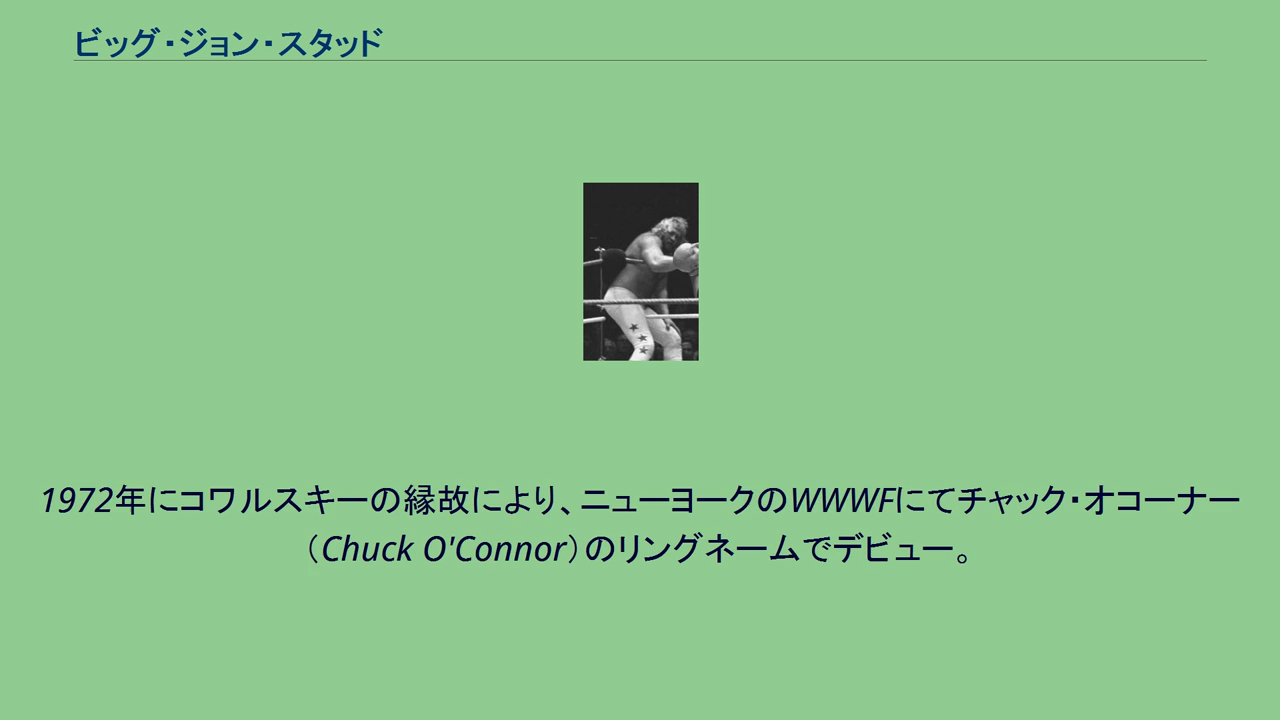 ビッグ・ジョン・スタッド
1972年にコワルスキーの縁故により、ニューヨークのWWWFにてチャック・オコーナー
（Chuck O'Connor）のリングネームでデビュー。